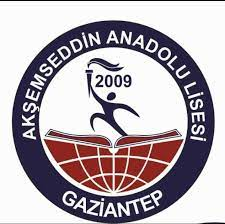 AKŞEMSEDDİN ANADOLU LİSESİ
2009
GAZİANTEP